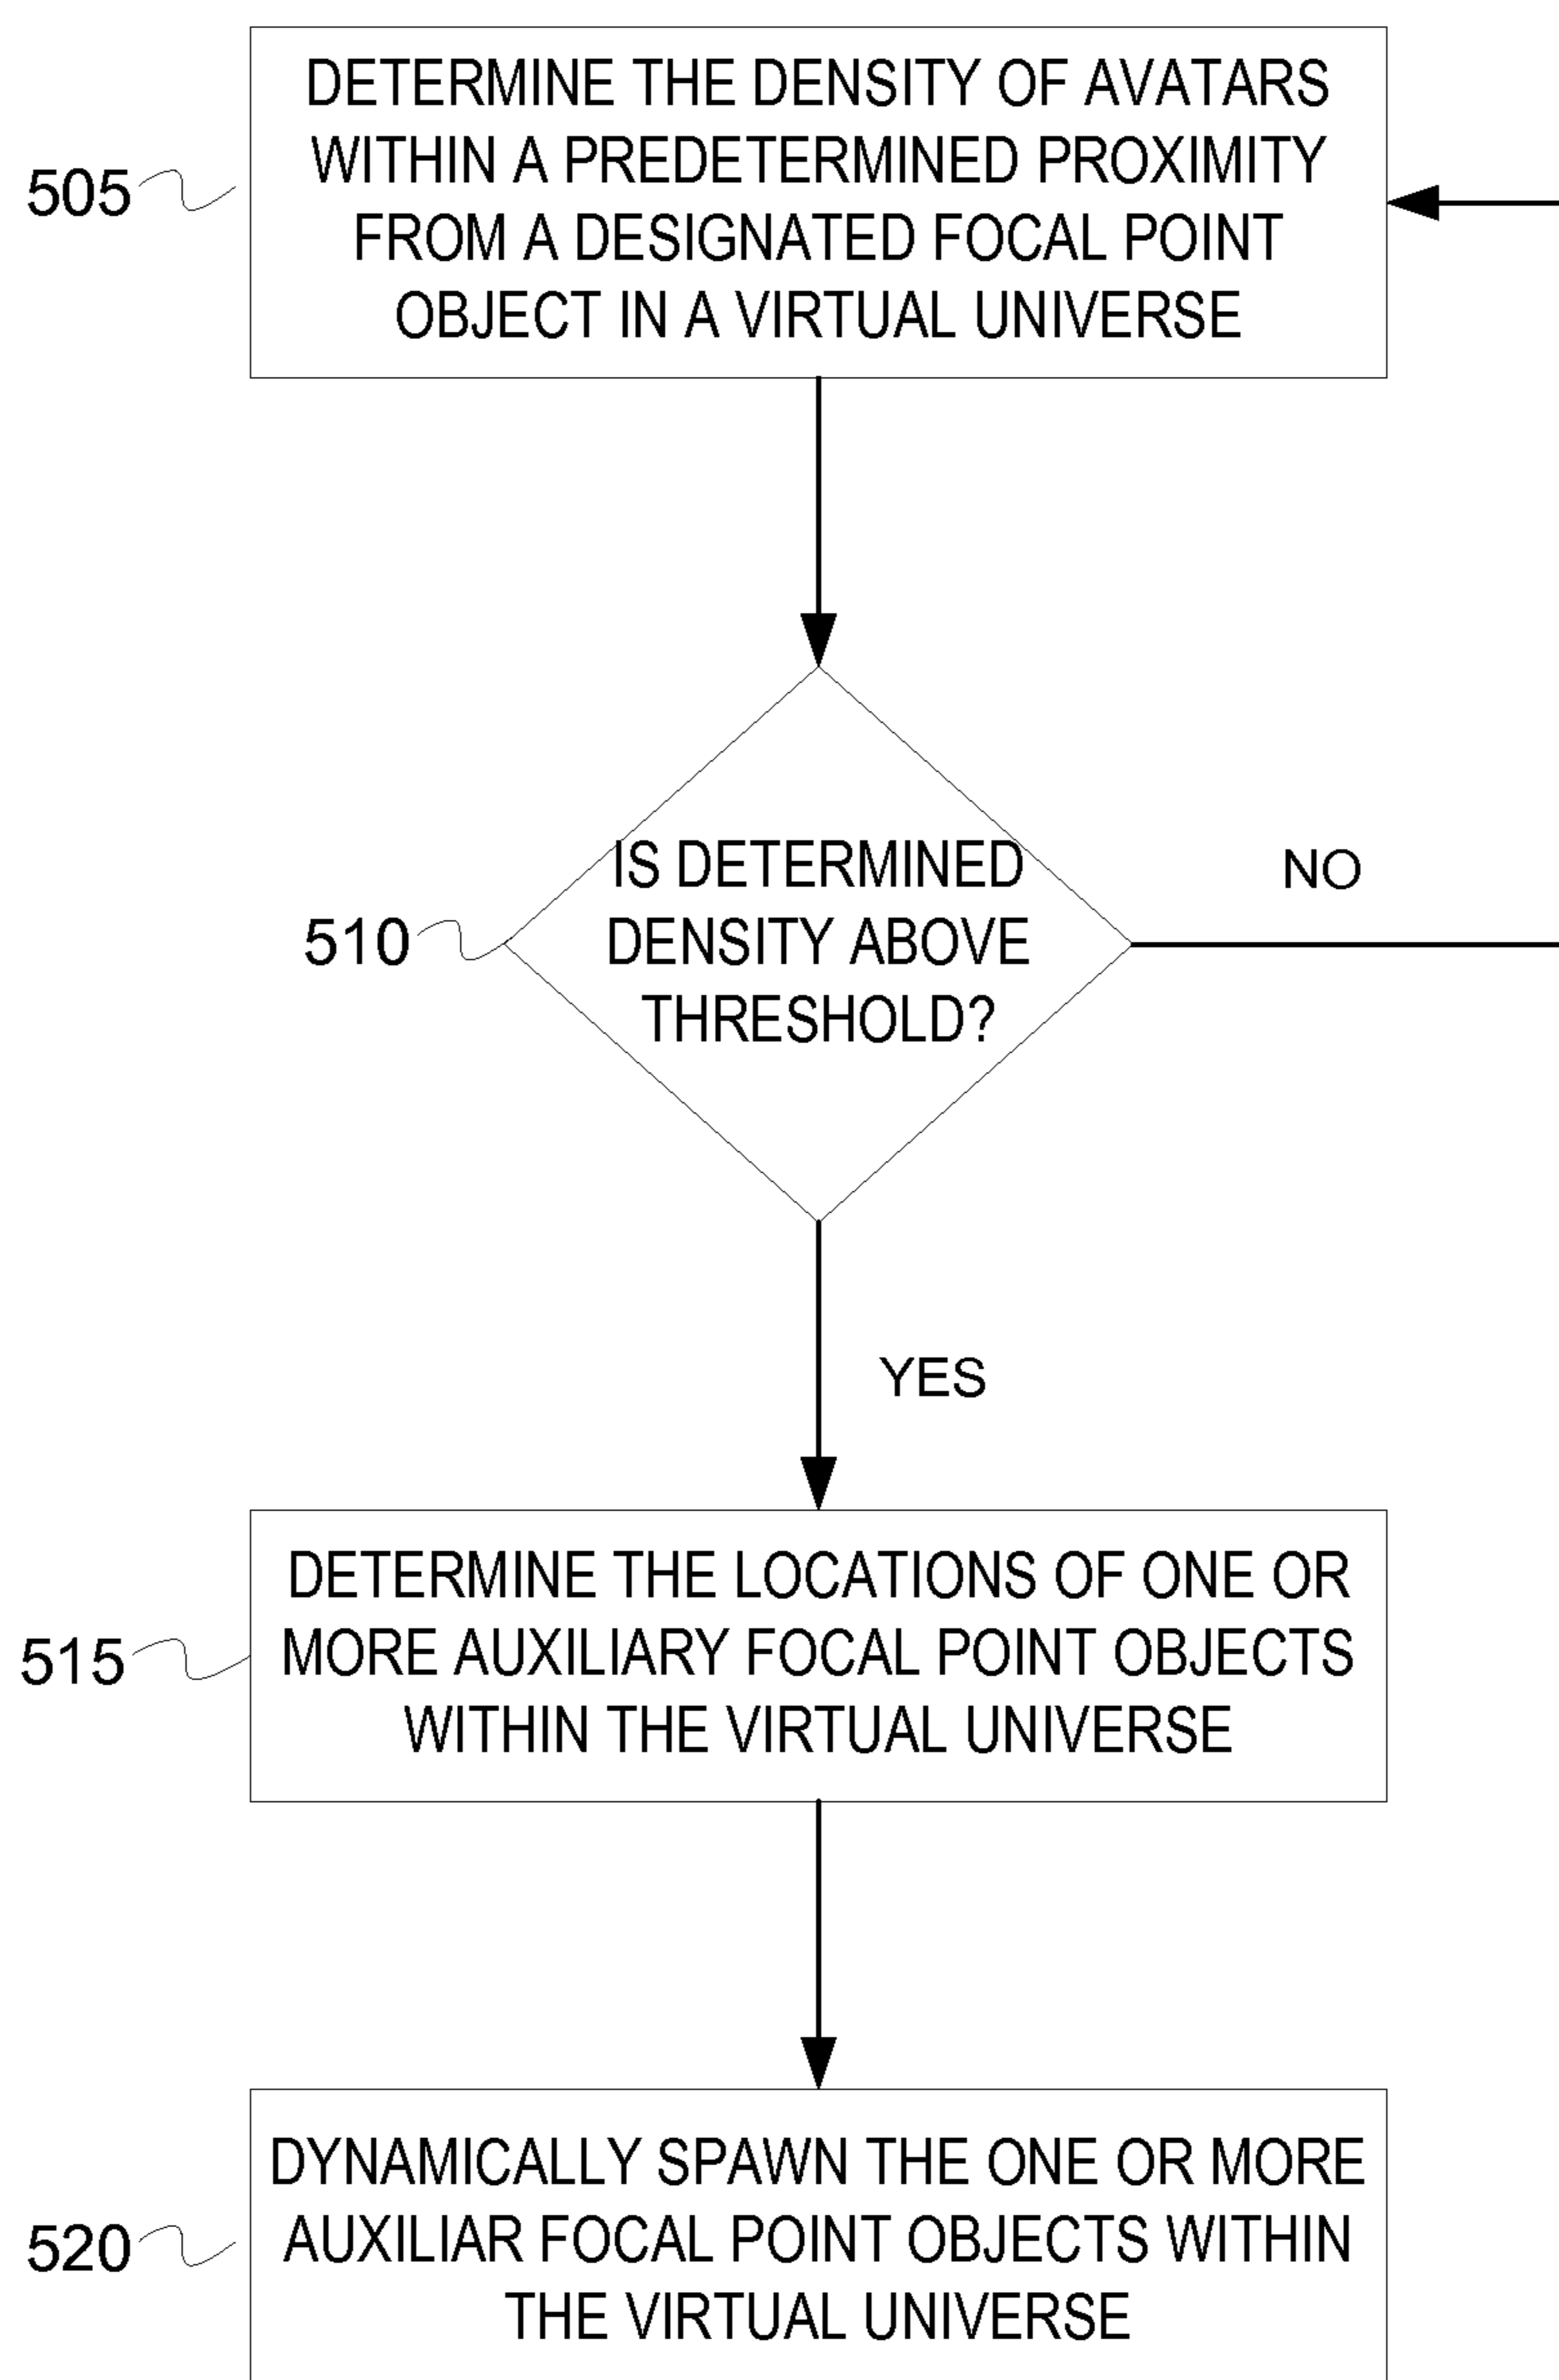 DETERMINE THE DENSITY OF AVATARS
WITHIN A PREDETERMINED PROXIMITY
FROM A DESIGNATED FOCAL POINT
OBJECT IN A VIRTUAL UNIVERSE
505
IS DETERMINED
DENSITY ABOVE
THRESHOLD?
510
NO
YES
DETERMINE THE LOCATIONS OF ONE OR
MORE AUXILIARY FOCAL POINT OBJECTS
WITHIN THE VIRTUAL UNIVERSE
515
DYNAMICALLY SPAWN THE ONE OR MORE
AUXILIAR FOCAL POINT OBJECTS WITHIN
THE VIRTUAL UNIVERSE
520